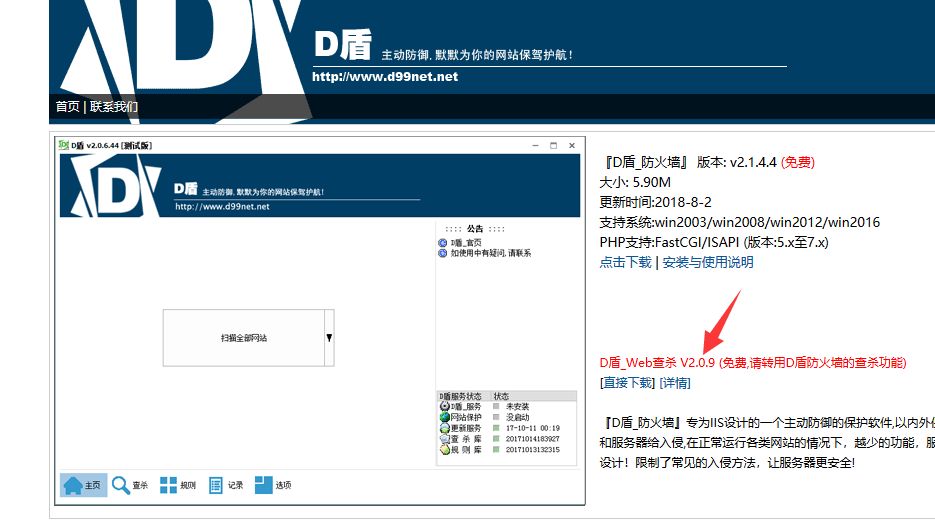 D盾 主动防御,默默为你的网站保驾护航!
http://www.d99net.net
首页 | 联系我们
D盾 v2.0.6.44 [测试版]
D盾 主动防御,默默为你的网站保驾护航!
http://www.d99net.net
:::: 公告 ::::
D盾_官页
如使用中有疑问,请联系
扫描全部网站
D盾服务状态 状态
D盾_服务 未安装
网站保护 没启动
更新服务 17-10-11 00:19
查 杀 库 20171014183927
规 则 库 20171013132315
主页 查杀 规则 记录 选项
『D盾_防火墙』 版本: v2.1.4.4 (免费)
大小: 5.90M
更新时间:2018-8-2
支持系统:win2003/win2008/win2012/win2016
PHP支持:FastCGI/ISAPI (版本:5.x至7.x)
点击下载 | 安装与使用说明
D盾_Web查杀 V2.0.9 (免费,请转用D盾防火墙的查杀功能)
[直接下载] [详情]
『D盾_防火墙』专为IIS设计的一个主动防御的保护软件,以内外
和服务器给入侵,在正常运行各类网站的情况下，越少的功能，服
设计！限制了常见的入侵方法，让服务器更安全!